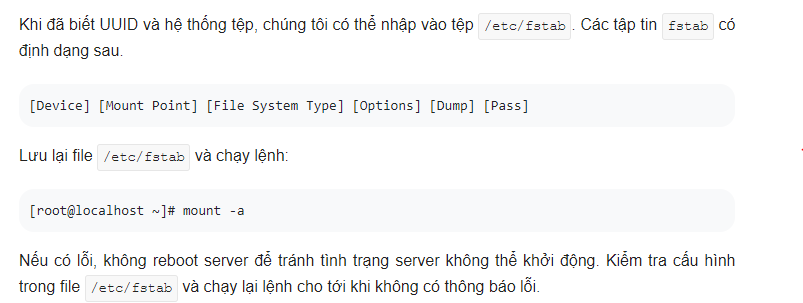 Khi đã biết UUID và hệ thống tệp, chúng tôi có thể nhập vào tệp /etc/fstab. Các tập tin fstab có
định dạng sau.
[Device] [Mount Point] [File System Type] [Options] [Dump] [Pass]
Lưu lại file /etc/fstab và chạy lệnh:
[root@localhost ~]# mount -a
Nếu có lỗi, không reboot server để tránh tình trạng server không thể khởi động. Kiểm tra cấu hình
trong file /etc/fstab và chạy lại lệnh cho tới khi không có thông báo lỗi.